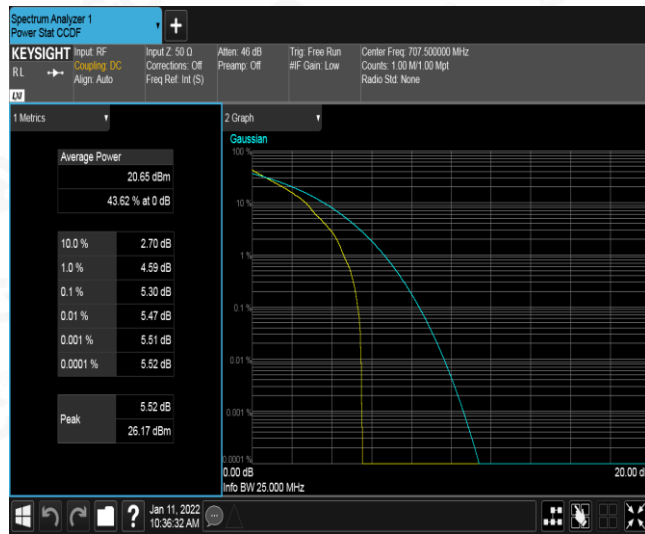 Spectrum Analyzer 1
Power Stat CCDF
+
KEYSIGHT
RL
LXI
Input: RF
Coupling: DC
Align: Auto
Input Z: 50 Ω
Corrections: Off
Freq Ref: Int (S)
Atten: 46 dB
Preamp: Off
Trig: Free Run
#IF Gain: Low
Center Freq: 707.500000 MHz
Counts: 1.00 M/1.00 Mpt
Radio Std: None
1 Metrics
Average Power
20.65 dBm
43.62 % at 0 dB
10.0 % 2.70 dB
1.0 % 4.59 dB
0.1 % 5.30 dB
0.01 % 5.47 dB
0.001 % 5.51 dB
0.0001 % 5.52 dB
Peak
5.52 dB
26.17 dBm
2 Graph
Gaussian
100 %
10 %
1 %
0.1 %
0.01 %
0.001 %
0.0001 %
0.00 dB
20.00 d
Info BW 25.000 MHz
?
Jan 11, 2022
10:36:32 AM